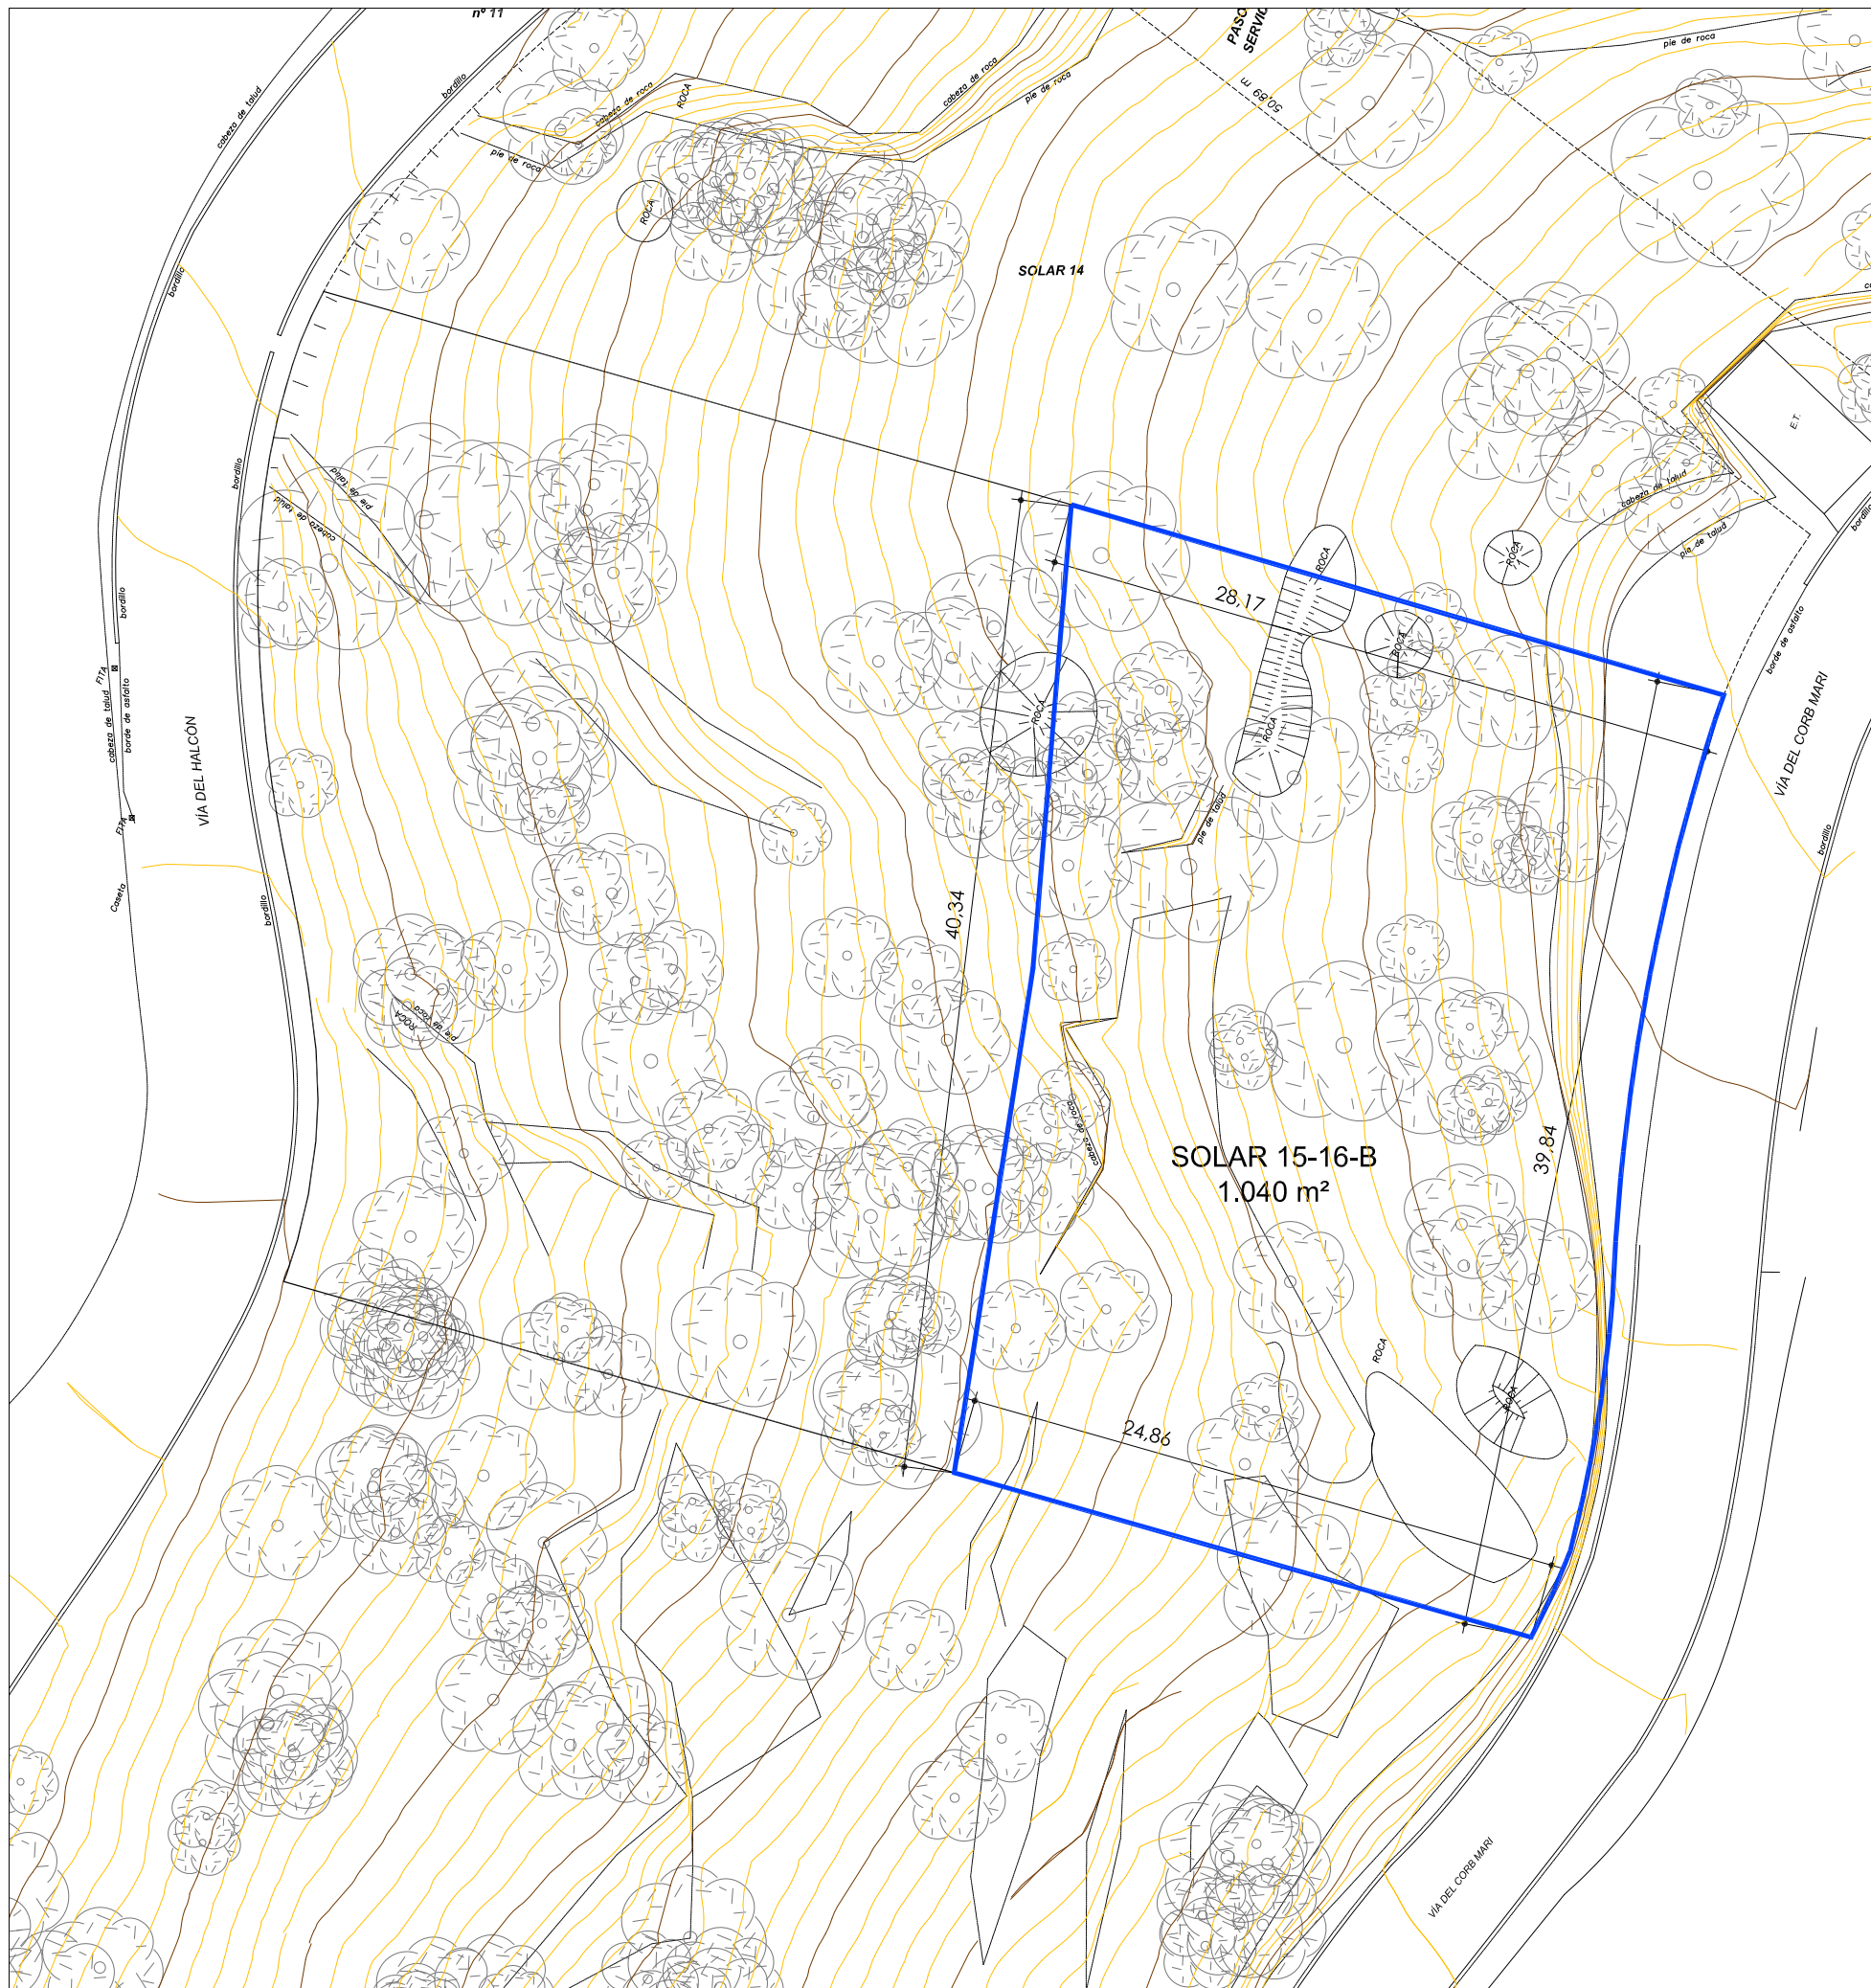 nº 11
PASO
SERVIC
pie de roca
cabeza de talud
bordillo
cabeza de roca
ROCA
cabeza de roca
pie de roca
50,89 m
pie de roca
ROCA
bordillo
SOLAR 14
E.T.
bordillo
pie de talud
cabeza de talud
cabeza de talud
pie de talud
bordillo
ROCA
ROCA
ROCA
28,17
bordillo
borde de asfalto
FITA
cabeza de talud
borde de asfalto
VÍA DEL HALCÓN
ROCA
ROCA
VÍA DEL CORB MARI
FITA
pie de talud
bordillo
Caseta
bordillo
40,34
ROCA
pie de roca
cabeza de roca
SOLAR 15-16-B
1.040 m²
39,84
ROCA
ROCA
24,86
VÍA DEL CORB MARI